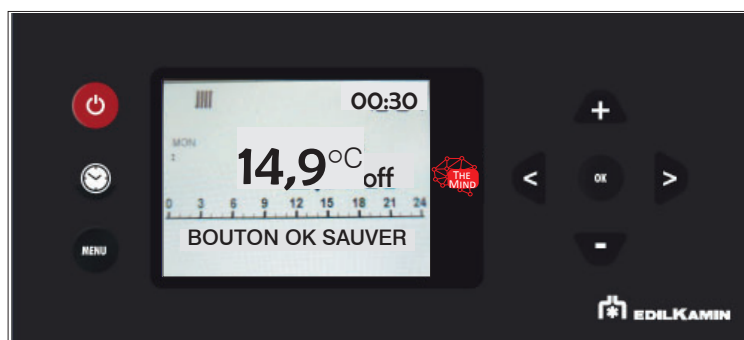 00:30
MON
14,9°C
off
THE MIND
0 3 6 9 12 15 18 21 24
BOUTON OK SAUVER
MENU
OK
+
<
>
-
EDILKAMIN